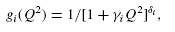 $g_i(Q^2) = 1/[1 + \gamma_i Q^2]^{\delta_i},$